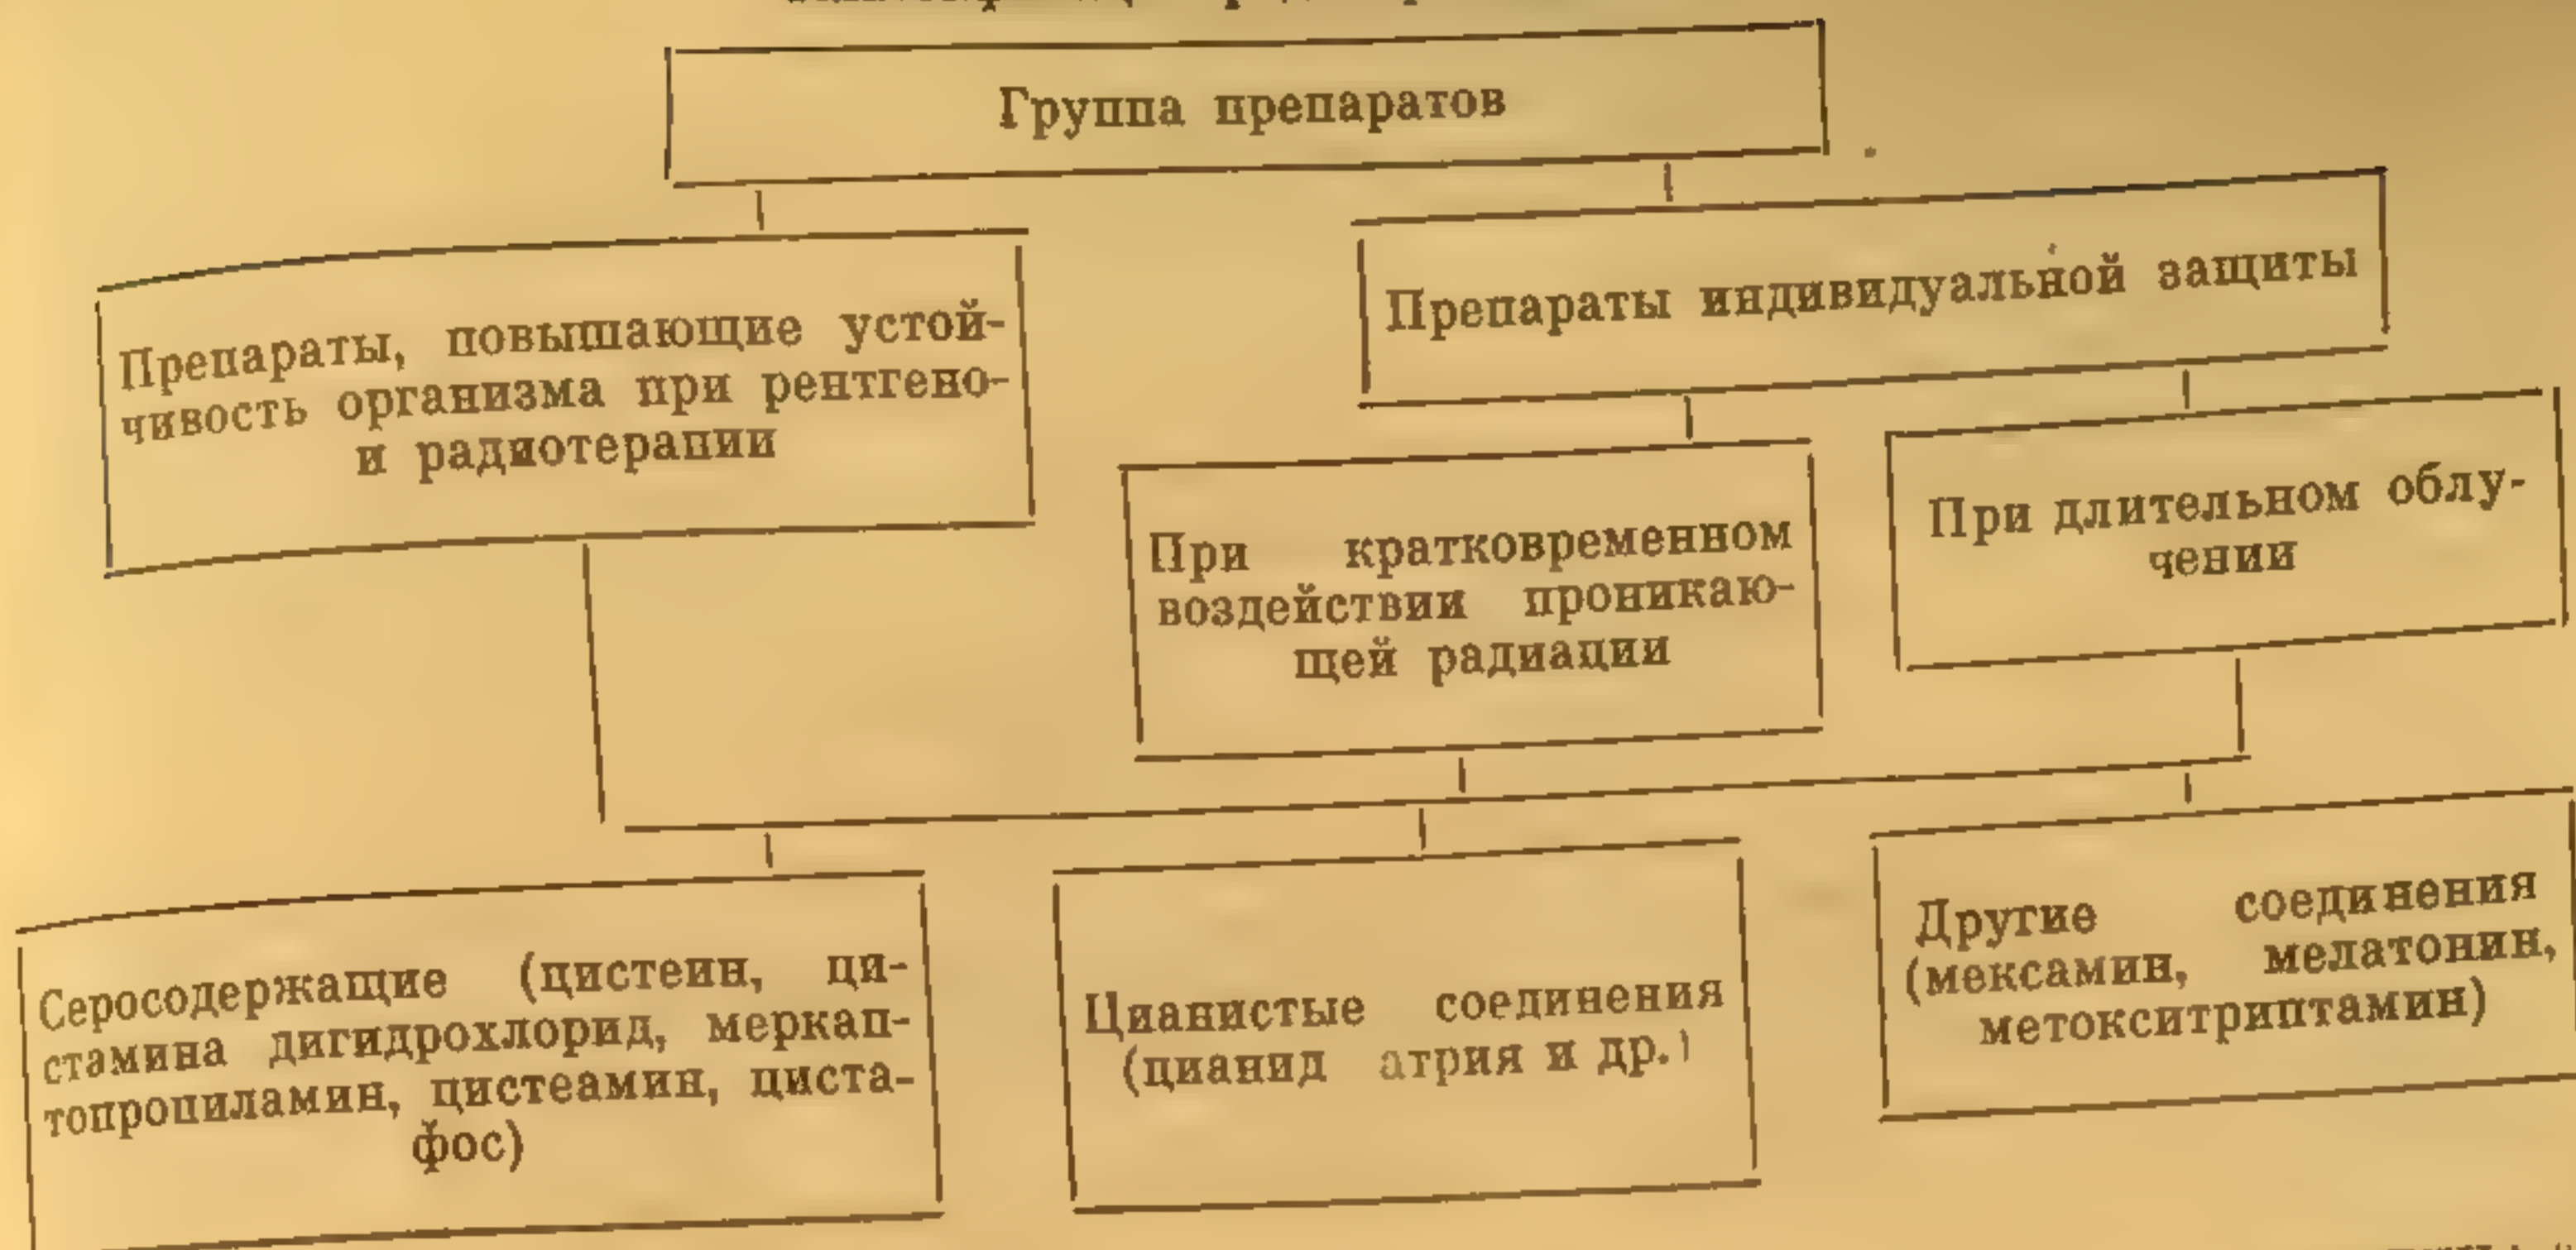 Группа препаратов
Препараты, повышающие устой-
чивость организма при рентгено-
и радиотерапии
Препараты индивидуальной защиты
При кратковременном
воздействии проникаю-
щей радиации
При длительном облу-
чении
Серосодержащие (цистеин, ци-
стамина дигидрохлорид, меркап-
топропиламин, цистеамин, циста-
фос)
Цианистые соединения
(цианид атрия и др.)
Другие соединения
(мексамин, мелатонин,
метокситриптамин)